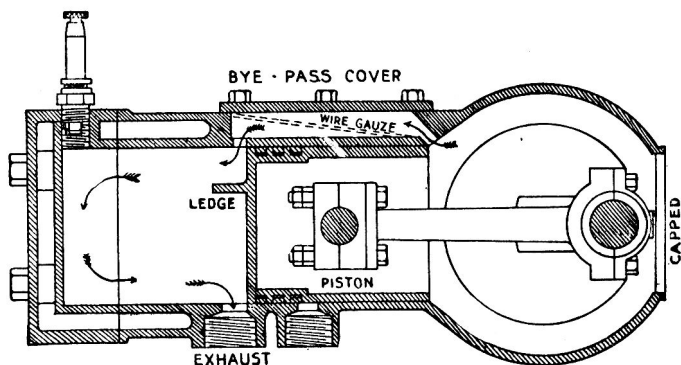 BYE-PASS COVER
WIRE GAUZE
LEDGE
PISTON
CAPPED
EXHAUST